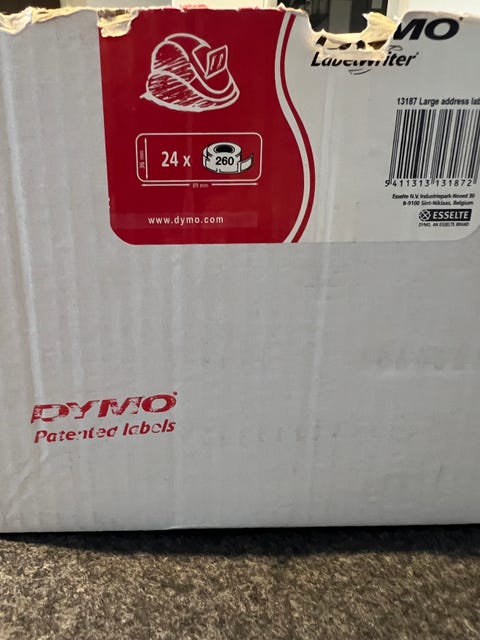 DYMO
LabelWriter
13187 Large address
5 411313 131872
Esselte N.V. Industriepark-Noord 30
B-9100 Sint-Niklaas, Belgium
ESSELTE
DYMO, AN ESSELTE BRAND
36 mm
24 x
260
89 mm
www.dymo.com
DYMO®
Patented labels